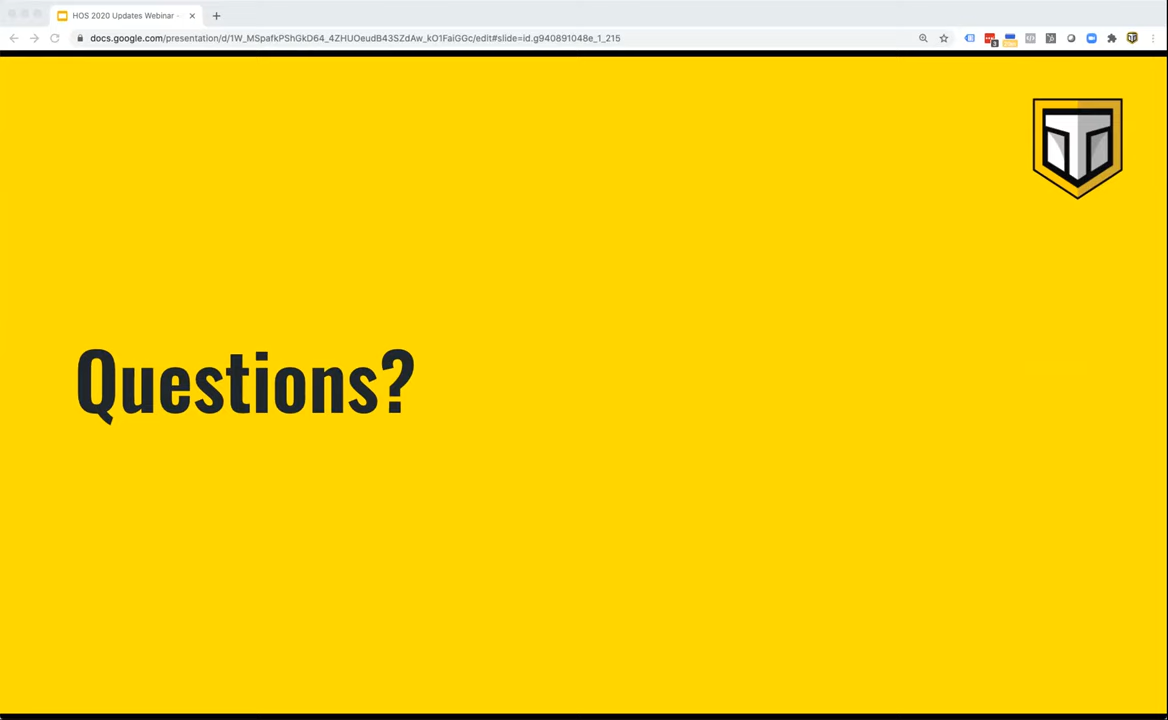 HOS 2020 Updates Webinar -
docs.google.com/presentation/d/1W_MSpafkPShGkD64_4ZHUOeudB43SZdAw_kO1FaiGGc/edit#slide=id.g940891048e_1_215
Questions?